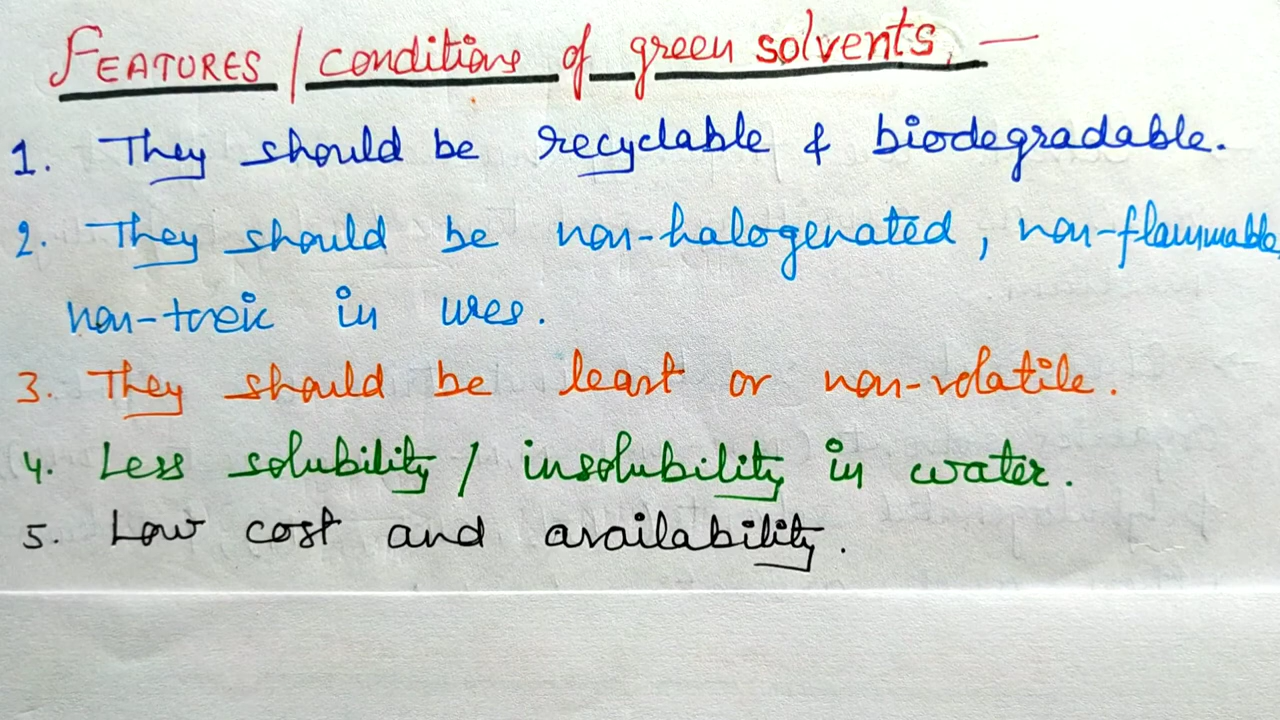 FEATURES / conditions of green solvents, —
1. They should be recyclable & biodegradable.
2. They should be non-halogenated, non-flammable,
non-toxic in uses.
3. They should be least or non-volatile.
4. Less solubility / insolubility in water.
5. Low cost and availability.